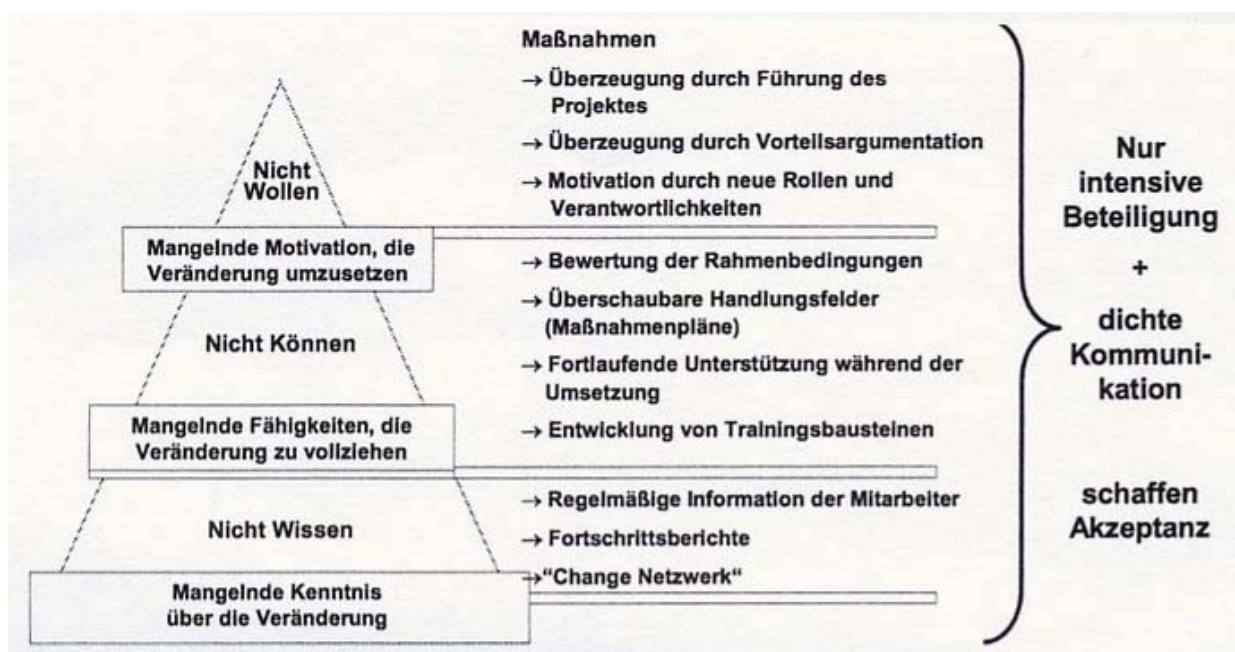 Nicht
Wollen
Mangelnde Motivation, die
Veränderung umzusetzen
Nicht Können
Mangelnde Fähigkeiten, die
Veränderung zu vollziehen
Nicht Wissen
Mangelnde Kenntnis
über die Veränderung
Maßnahmen
→ Überzeugung durch Führung des
Projektes
→ Überzeugung durch Vorteilsargumentation
→ Motivation durch neue Rollen und
Verantwortlichkeiten
→ Bewertung der Rahmenbedingungen
→ Überschaubare Handlungsfelder
(Maßnahmenpläne)
→ Fortlaufende Unterstützung während der
Umsetzung
→ Entwicklung von Trainingsbausteinen
→ Regelmäßige Information der Mitarbeiter
→ Fortschrittsberichte
→ "Change Netzwerk"
Nur
intensive
Beteiligung
+
dichte
Kommuni-
kation
schaffen
Akzeptanz